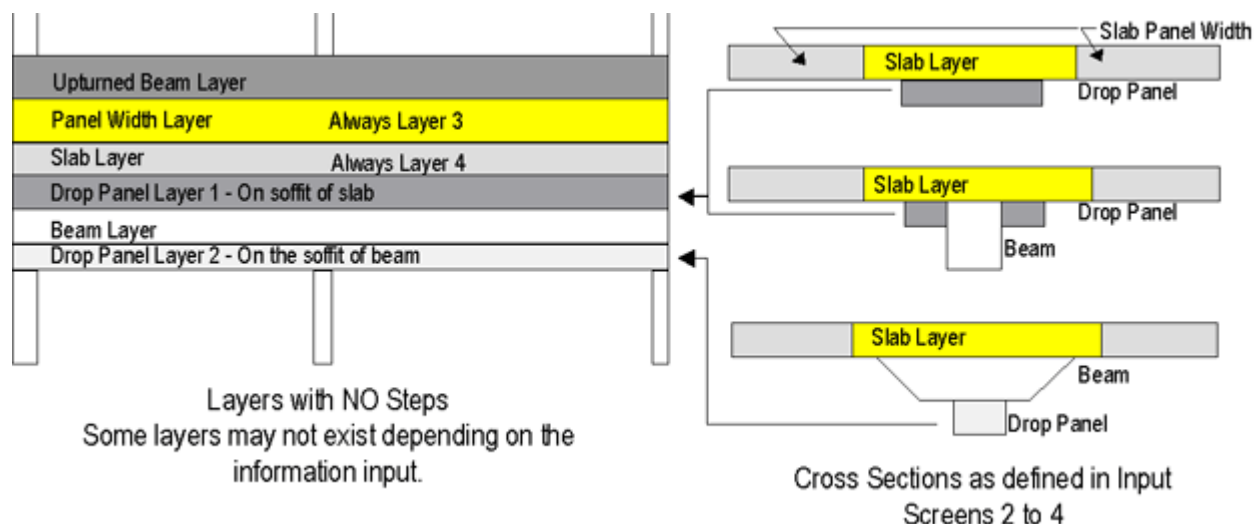 Upturned Beam Layer
Panel Width Layer Always Layer 3
Slab Layer Always Layer 4
Drop Panel Layer 1 - On soffit of slab
Beam Layer
Drop Panel Layer 2 - On the soffit of beam
Layers with NO Steps
Some layers may not exist depending on the
information input.
Slab Panel Width
Slab Layer
Drop Panel
Slab Layer
Drop Panel
Beam
Slab Layer
Beam
Drop Panel
Cross Sections as defined in Input
Screens 2 to 4